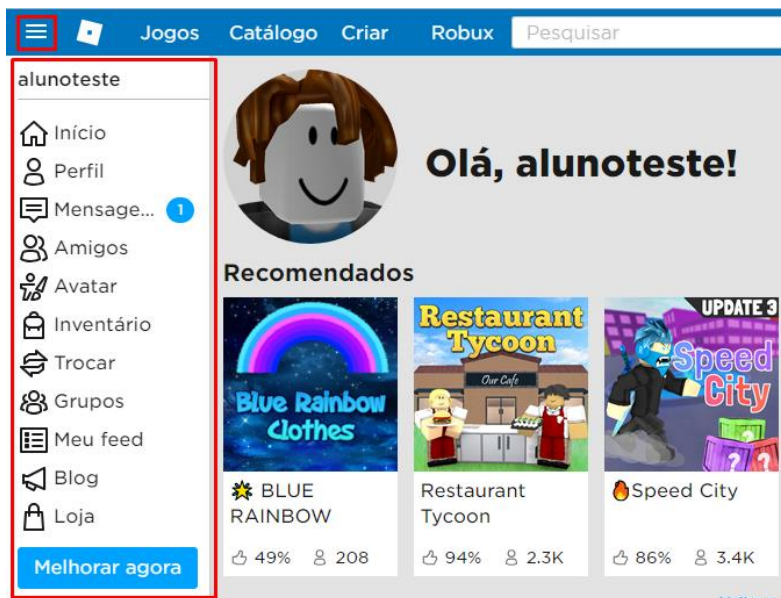 Jogos Catálogo Criar Robux Pesquisar
alunoteste
Início
Perfil
Mensage... 1
Amigos
Avatar
Inventário
Trocar
Grupos
Meu feed
Blog
Loja
Melhorar agora
Olá, alunoteste!
Recomendados
Blue Rainbow
Clothes
Restaurant
Tycoon
Our Cafe
UPDATE 3
Speed
City
? ? ?
🌟 BLUE
RAINBOW
49% 208
Restaurant
Tycoon
94% 2.3K
🔥Speed City
86% 3.4K